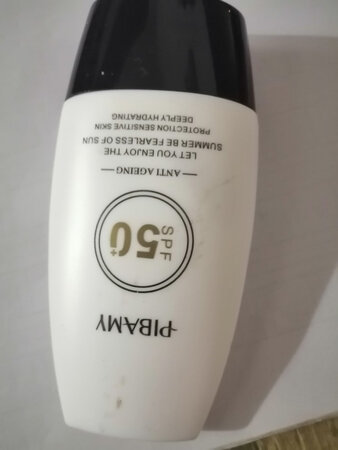 PIBAMY
SPF
50+
ANTI AGEING
LET YOU ENJOY THE
SUMMER BE FEARLESS OF SUN
PROTECTION SENSITIVE SKIN
DEEPLY HYDRATING